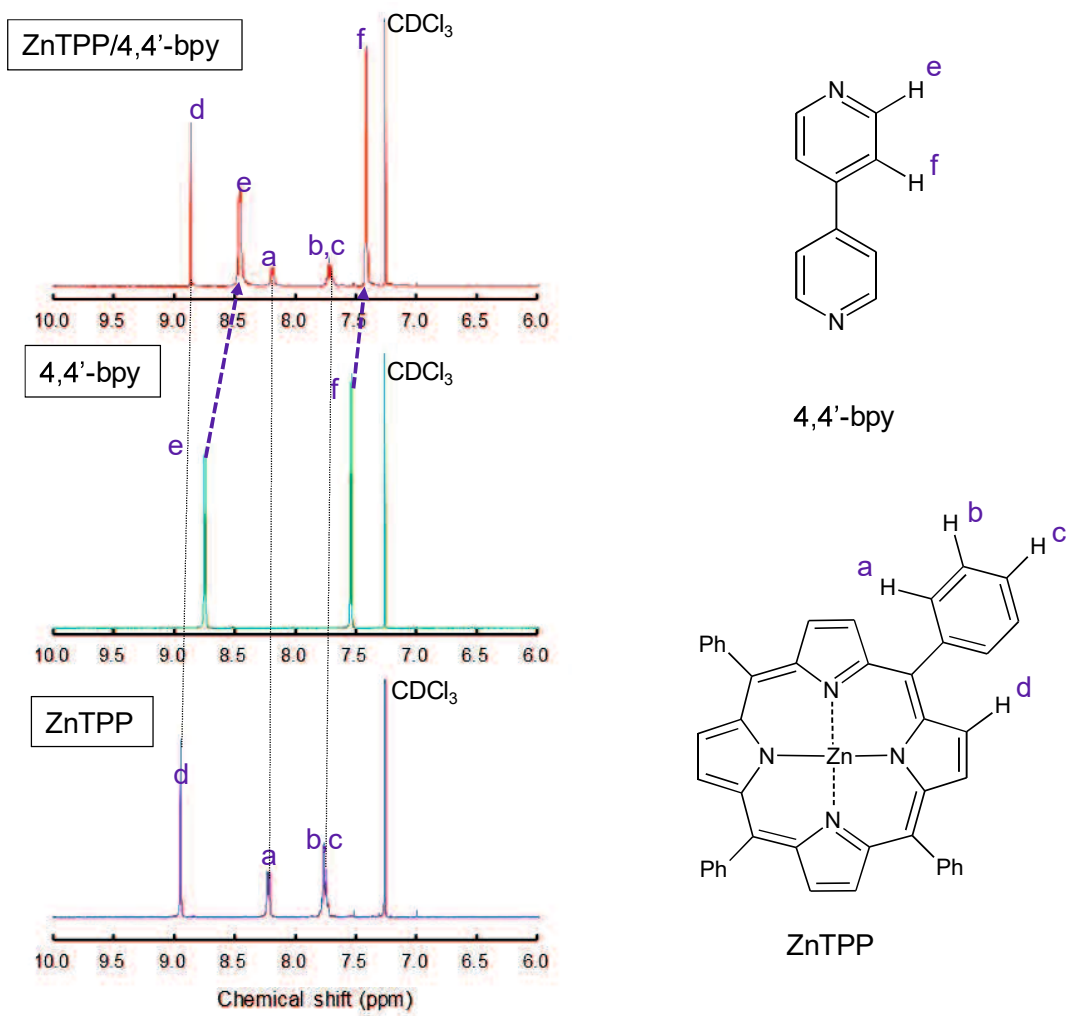 ZnTPP/4,4'-bpy
CDCl3
f
d
e
a
b,c
10.0 9.5 9.0 8.5 8.0 7.5 7.0 6.5 6.0
4,4'-bpy
CDCl3
f
e
10.0 9.5 9.0 8.5 8.0 7.5 7.0 6.5 6.0
ZnTPP
CDCl3
d
a
b,c
10.0 9.5 9.0 8.5 8.0 7.5 7.0 6.5 6.0
Chemical shift (ppm)
N
H
e
H
f
N
4,4'-bpy
H
b
H
c
a
H
Ph
N
H
d
N
Zn
N
N
Ph
Ph
ZnTPP